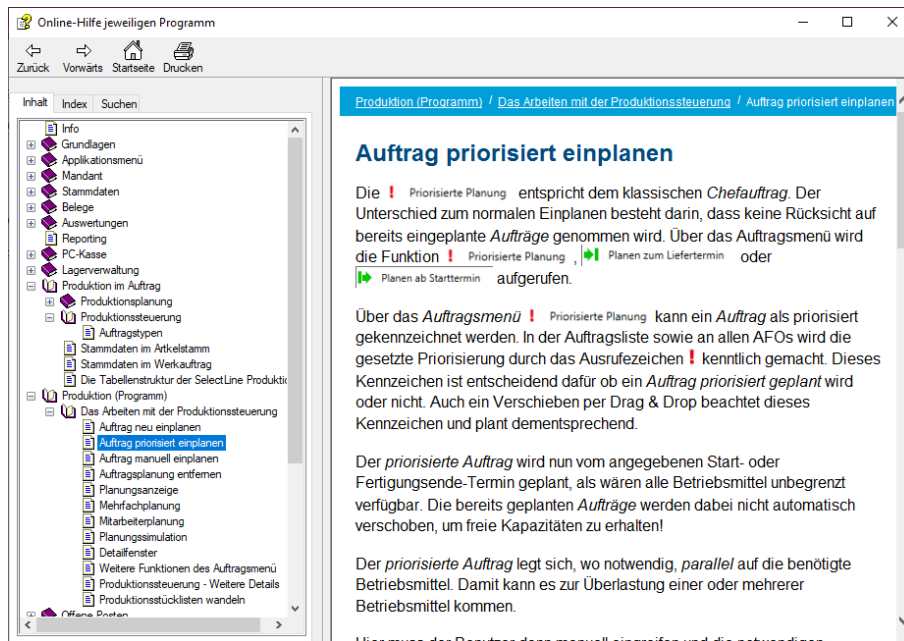 Online-Hilfe jeweiligen Programm
Zurück Vorwärts Startseite Drucken
Inhalt Index Suchen
Info
Grundlagen
Applikationsmenü
Mandant
Stammdaten
Belege
Auswertungen
Reporting
PC-Kasse
Lagerverwaltung
Produktion im Auftrag
Produktionsplanung
Produktionssteuerung
Auftragstypen
Stammdaten im Artkelstamm
Stammdaten im Werkauftrag
Die Tabellenstruktur der SelectLine Produktic
Produktion (Programm)
Das Arbeiten mit der Produktionssteuerung
Auftrag neu einplanen
Auftrag priorisiert einplanen
Auftrag manuell einplanen
Auftragsplanung entfernen
Planungsanzeige
Mehrfachplanung
Mitarbeiterplanung
Planungssimulation
Detailfenster
Weitere Funktionen des Auftragsmenü
Produktionssteuerung - Weitere Details
Produktionsstücklisten wandeln
Offene Posten
Produktion (Programm) / Das Arbeiten mit der Produktionssteuerung / Auftrag priorisiert einplanen
Auftrag priorisiert einplanen
Die ! Priorisierte Planung entspricht dem klassischen Chefauftrag. Der
Unterschied zum normalen Einplanen besteht darin, dass keine Rücksicht auf
bereits eingeplante Aufträge genommen wird. Über das Auftragsmenü wird
die Funktion ! Priorisierte Planung , Planen zum Liefertermin oder
Planen ab Starttermin aufgerufen.
Über das Auftragsmenü ! Priorisierte Planung kann ein Auftrag als priorisiert
gekennzeichnet werden. In der Auftragsliste sowie an allen AFOs wird die
gesetzte Priorisierung durch das Ausrufezeichen ! kenntlich gemacht. Dieses
Kennzeichen ist entscheidend dafür ob ein Auftrag priorisiert geplant wird
oder nicht. Auch ein Verschieben per Drag & Drop beachtet dieses
Kennzeichen und plant dementsprechend.
Der priorisierte Auftrag wird nun vom angegebenen Start- oder
Fertigungsende-Termin geplant, als wären alle Betriebsmittel unbegrenzt
verfügbar. Die bereits geplanten Aufträge werden dabei nicht automatisch
verschoben, um freie Kapazitäten zu erhalten!
Der priorisierte Auftrag legt sich, wo notwendig, parallel auf die benötigte
Betriebsmittel. Damit kann es zur Überlastung einer oder mehrerer
Betriebsmittel kommen.
Hier muss der Benutzer dann manuell eingreifen und die notwendigen